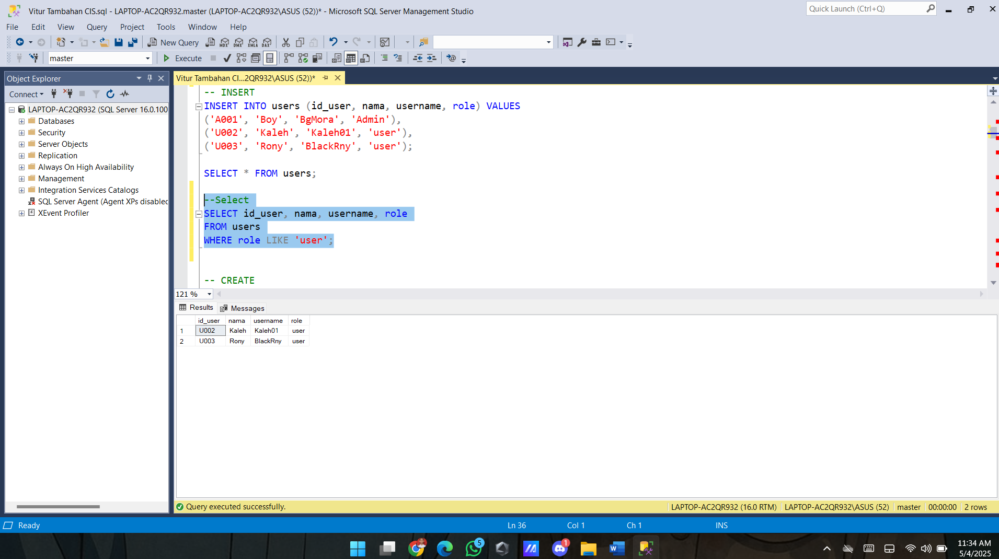 Vitur Tambahan CIS.sql - LAPTOP-AC2QR932.master (LAPTOP-AC2QR932\ASUS (52))* - Microsoft SQL Server Management Studio
Quick Launch (Ctrl+Q)
File Edit View Query Project Tools Window Help
New Query MDX DMX XMLA DAX
master Execute
Object Explorer
Connect
LAPTOP-AC2QR932 (SQL Server 16.0.100
Databases
Security
Server Objects
Replication
Always On High Availability
Management
Integration Services Catalogs
SQL Server Agent (Agent XPs disabled
XEvent Profiler
Vitur Tambahan CI...2QR932\ASUS (52))*
-- INSERT
INSERT INTO users (id_user, nama, username, role) VALUES
('A001', 'Boy', 'BgMora', 'Admin'),
('U002', 'Kaleh', 'Kaleh01', 'user'),
('U003', 'Rony', 'BlackRny', 'user');
SELECT * FROM users;
--Select
SELECT id_user, nama, username, role
FROM users
WHERE role LIKE 'user';
-- CREATE
121 %
Results Messages
id_user nama username role
1 U002 Kaleh Kaleh01 user
2 U003 Rony BlackRny user
Query executed successfully.
LAPTOP-AC2QR932 (16.0 RTM) LAPTOP-AC2QR932\ASUS (52) master 00:00:00 2 rows
Ready Ln 36 Col 1 Ch 1 INS
5 1
11:34 AM
5/4/2025